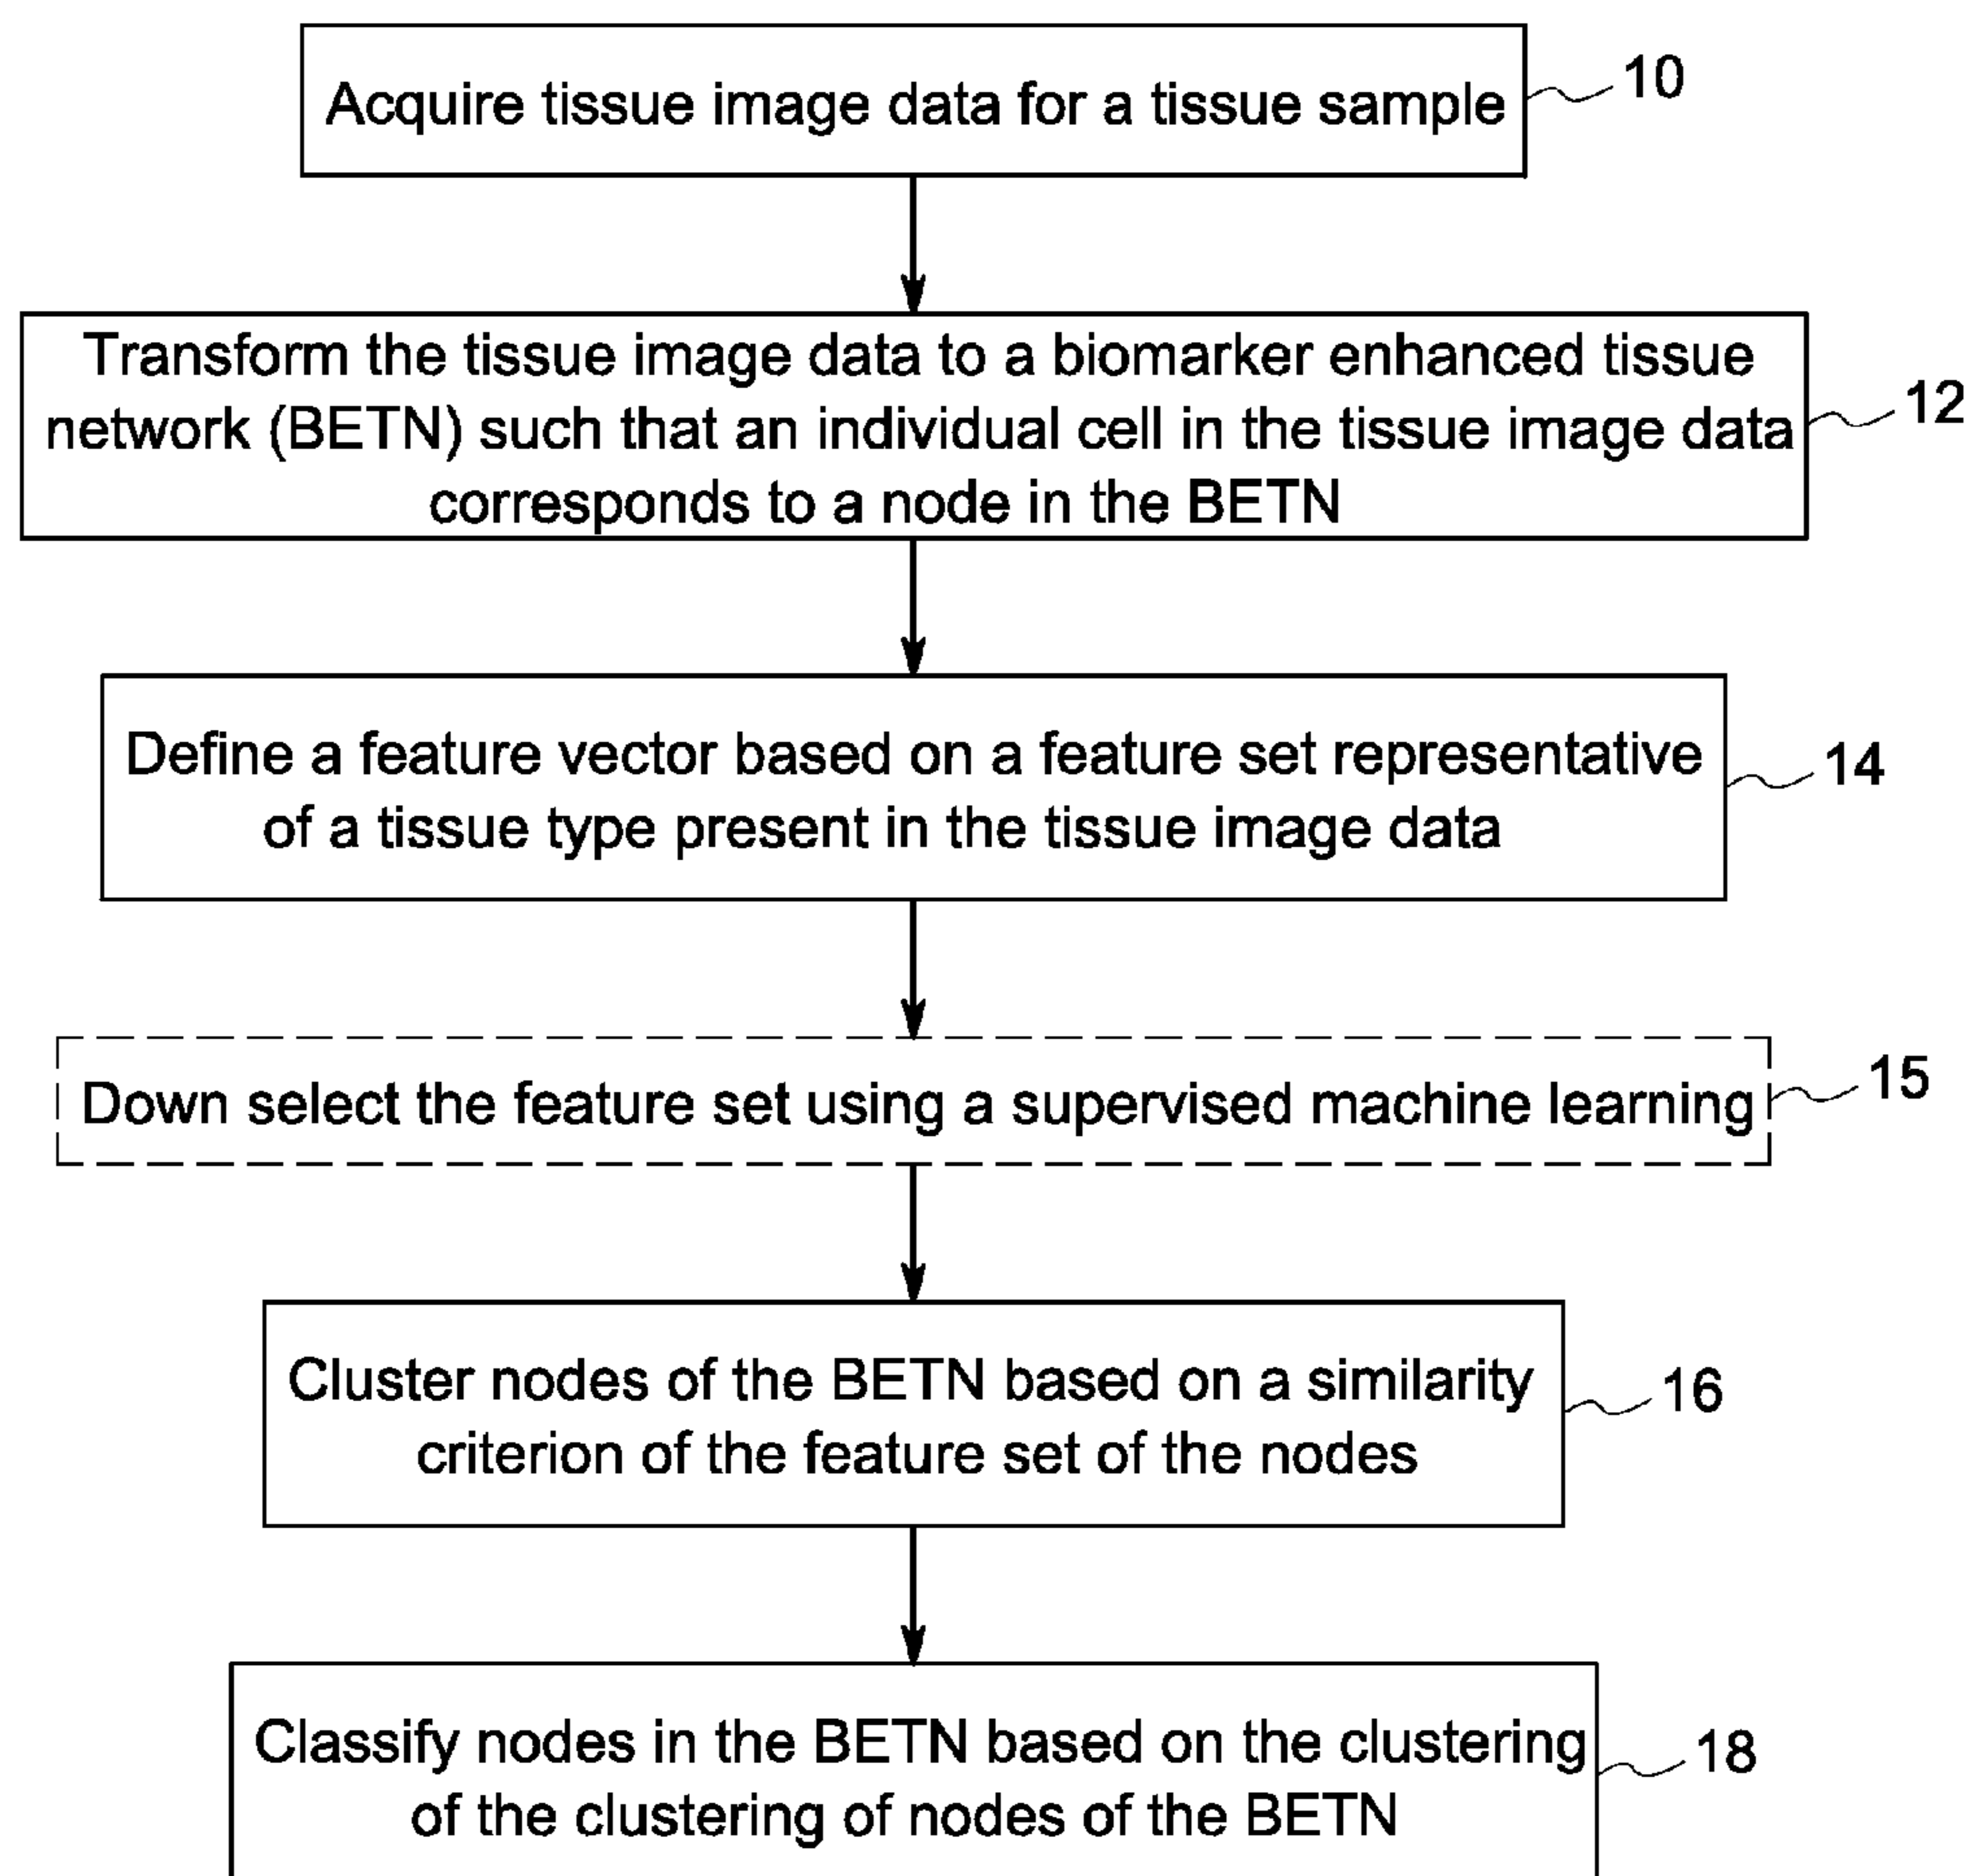 Acquire tissue image data for a tissue sample
10
Transform the tissue image data to a biomarker enhanced tissue
network (BETN) such that an individual cell in the tissue image data
corresponds to a node in the BETN
12
Define a feature vector based on a feature set representative
of a tissue type present in the tissue image data
14
Down select the feature set using a supervised machine learning
15
Cluster nodes of the BETN based on a similarity
criterion of the feature set of the nodes
16
Classify nodes in the BETN based on the clustering
of the clustering of nodes of the BETN
18